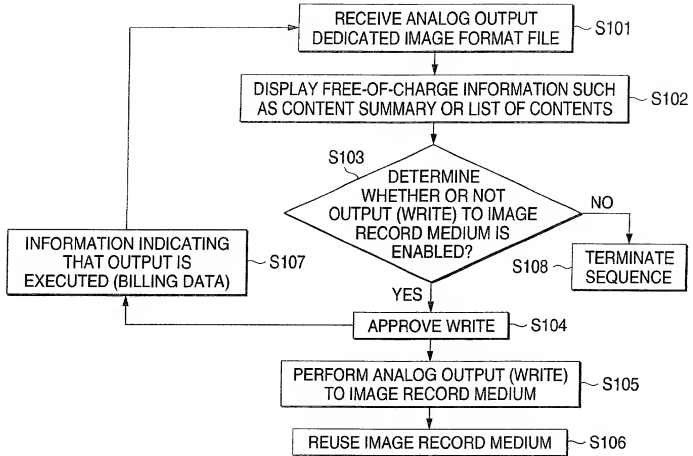 RECEIVE ANALOG OUTPUT
DEDICATED IMAGE FORMAT FILE
S101
DISPLAY FREE-OF-CHARGE INFORMATION SUCH
AS CONTENT SUMMARY OR LIST OF CONTENTS
S102
S103
DETERMINE
WHETHER OR NOT
OUTPUT (WRITE) TO IMAGE
RECORD MEDIUM IS
ENABLED?
NO
S108
TERMINATE
SEQUENCE
INFORMATION INDICATING
THAT OUTPUT IS
EXECUTED (BILLING DATA)
S107
YES
APPROVE WRITE
S104
PERFORM ANALOG OUTPUT (WRITE)
TO IMAGE RECORD MEDIUM
S105
REUSE IMAGE RECORD MEDIUM
S106